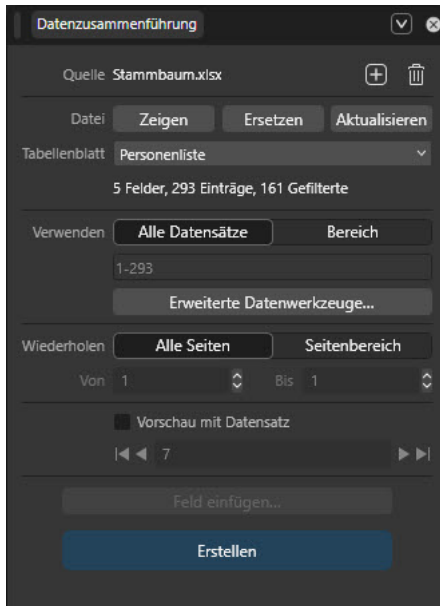 Datenzusammenführung
Quelle Stammbaum.xlsx
Datei Zeigen Ersetzen Aktualisieren
Tabellenblatt Personenliste
5 Felder, 293 Einträge, 161 Gefilterte
Verwenden Alle Datensätze Bereich
1-293
Erweiterte Datenwerkzeuge...
Wiederholen Alle Seiten Seitenbereich
Von 1 Bis 1
Vorschau mit Datensatz
7
Feld einfügen...
Erstellen